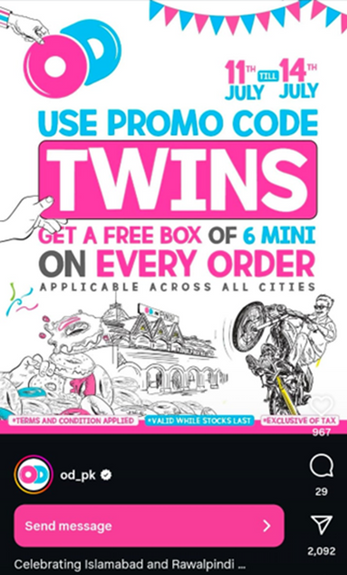 OD
11TH TILL 14TH
JULY JULY
USE PROMO CODE
TWINS
GET A FREE BOX OF 6 MINI
ON EVERY ORDER
APPLICABLE ACROSS ALL CITIES
*TERMS AND CONDITION APPLIED *VALID WHILE STOCK'S LAST *EXCLUSIVE OF TAX
967
OD od_pk
29
Send message
2,092
Celebrating Islamabad and Rawalpindi ...